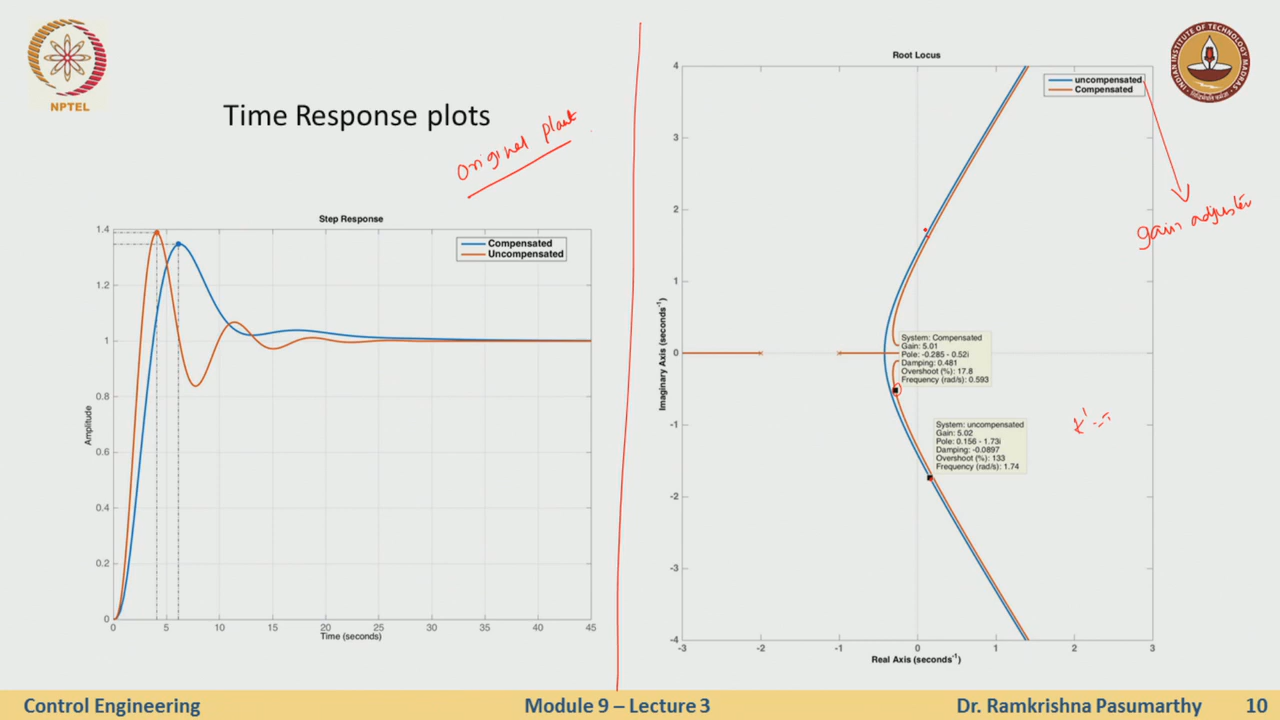 NPTEL
INDIAN INSTITUTE OF TECHNOLOGY MADRAS
Time Response plots
original plant
Step Response
Compensated
Uncompensated
1.4
1.2
1
0.8
0.6
0.4
0.2
0
Amplitude
0 5 10 15 20 25 30 35 40 45
Time (seconds)
Root Locus
uncompensated
Compensated
gain adjusted
4
3
2
1
0
-1
-2
-3
-4
Imaginary Axis (seconds⁻¹)
System: Compensated
Gain: 5.01
Pole: -0.285 - 0.52i
Damping: 0.481
Overshoot (%): 17.8
Frequency (rad/s): 0.593
System: uncompensated
Gain: 5.02
Pole: 0.156 - 1.73i
Damping: -0.0897
Overshoot (%): 133
Frequency (rad/s): 1.74
-3 -2 -1 0 1 2 3
Real Axis (seconds⁻¹)
Control Engineering
Module 9 – Lecture 3
Dr. Ramkrishna Pasumarthy 10